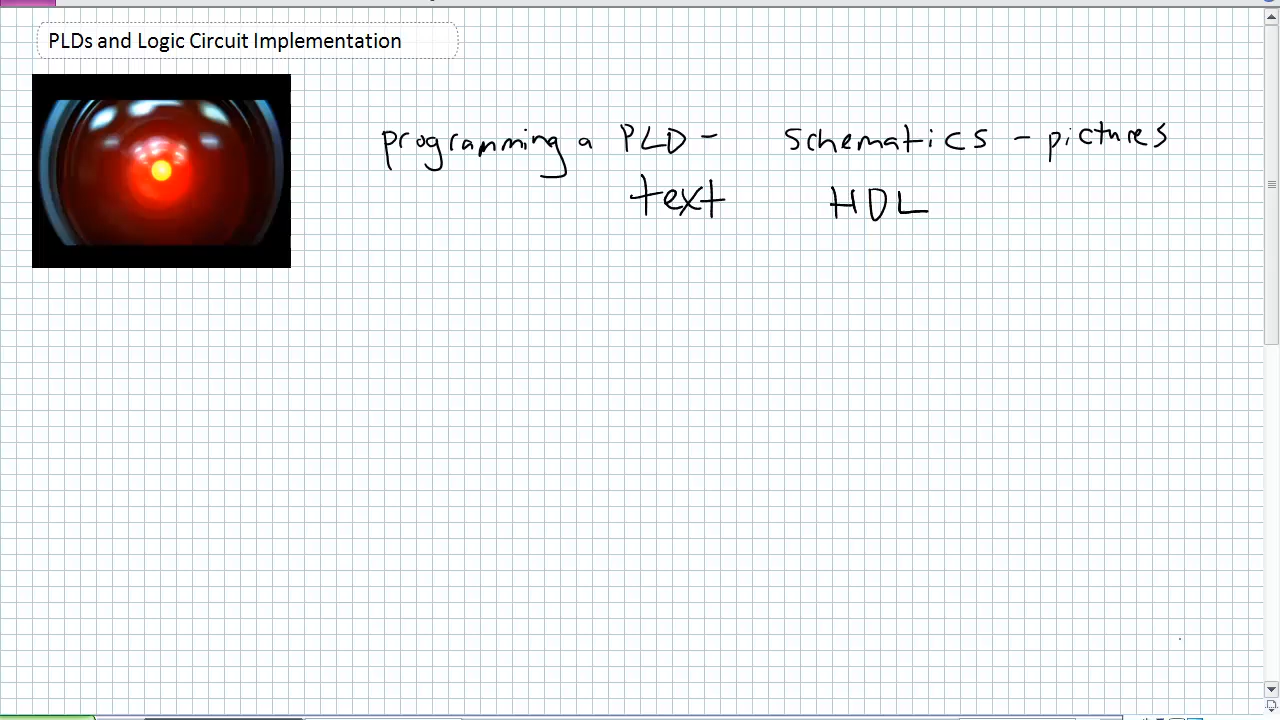 PLDs and Logic Circuit Implementation
programming a PLD - schematics - pictures
text HDL